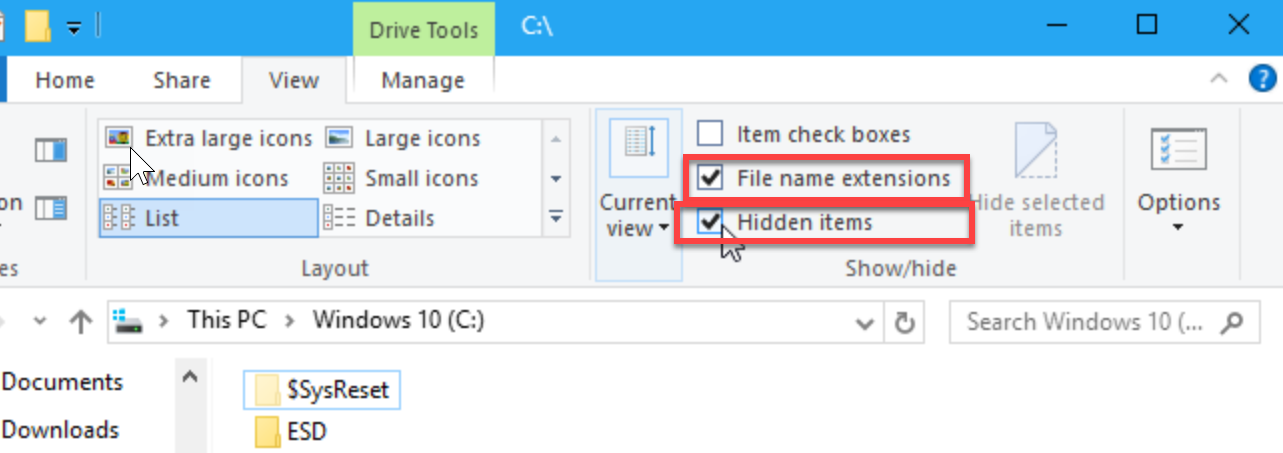 Drive Tools
C:\
Home
Share
View
Manage
Extra large icons
Large icons
Medium icons
Small icons
List
Details
Layout
Current
view
Item check boxes
File name extensions
Hidden items
Hide selected
items
Show/hide
Options
on
es
This PC
Windows 10 (C:)
Search Windows 10 (...
Documents
Downloads
$SysReset
ESD